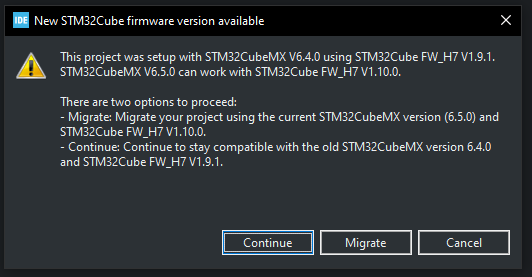 IDE New STM32Cube firmware version available
This project was setup with STM32CubeMX V6.4.0 using STM32Cube FW_H7 V1.9.1.
STM32CubeMX V6.5.0 can work with STM32Cube FW_H7 V1.10.0.
There are two options to proceed:
- Migrate: Migrate your project using the current STM32CubeMX version (6.5.0) and
STM32Cube FW_H7 V1.10.0.
- Continue: Continue to stay compatible with the old STM32CubeMX version 6.4.0
and STM32Cube FW_H7 V1.9.1.
Continue Migrate Cancel